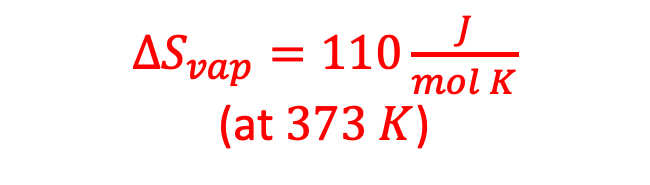 ΔS_vap = 110 J/(mol K)
(at 373 K)